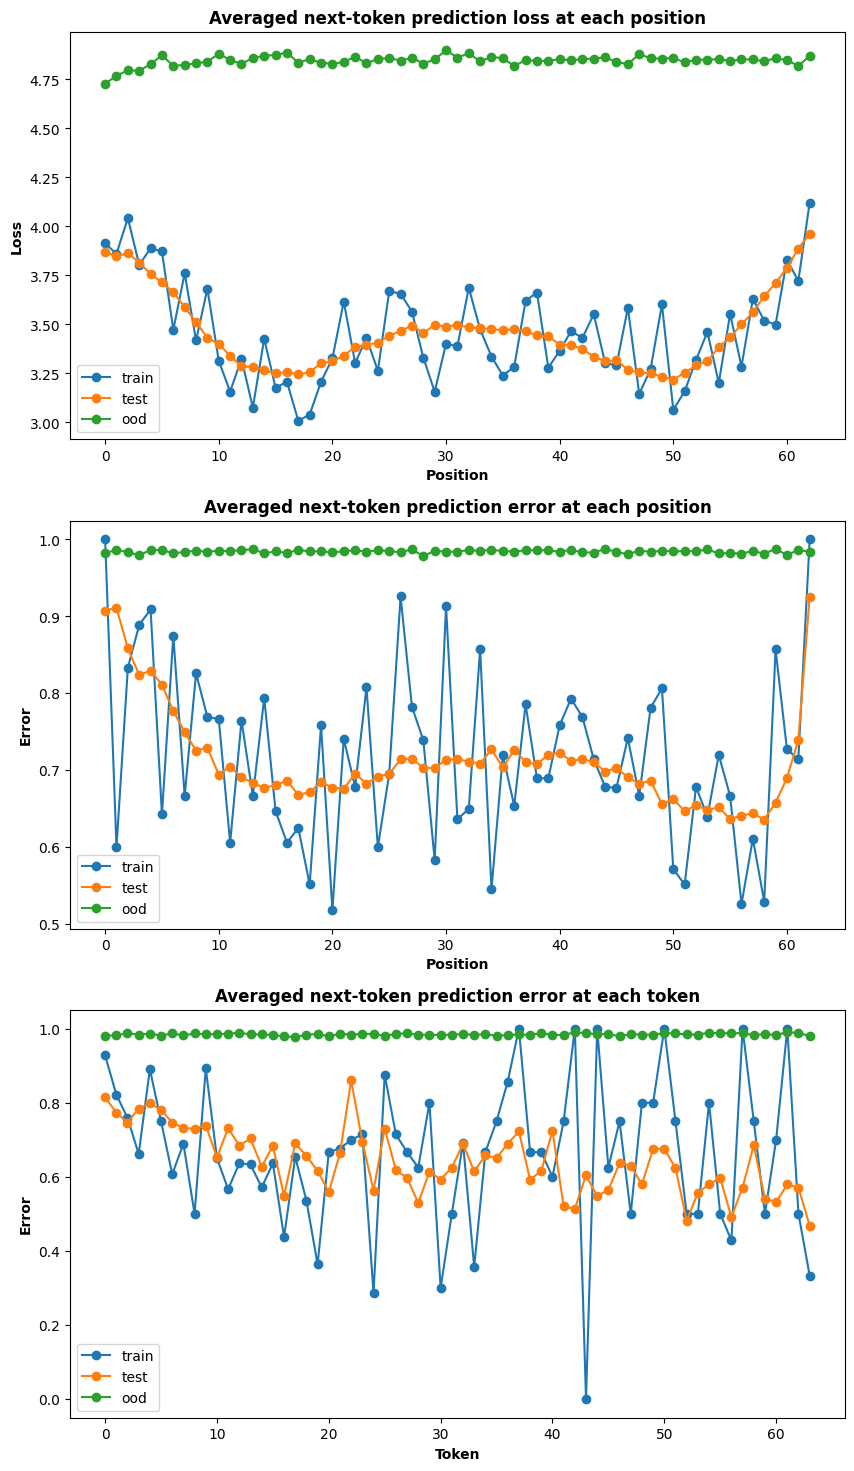 Averaged next-token prediction loss at each position
4.75
4.50
4.25
4.00
3.75
3.50
3.25
3.00
Loss
train
test
ood
0 10 20 30 40 50 60
Position
Averaged next-token prediction error at each position
1.0
0.9
0.8
0.7
0.6
0.5
Error
train
test
ood
0 10 20 30 40 50 60
Position
Averaged next-token prediction error at each token
1.0
0.8
0.6
0.4
0.2
0.0
Error
train
test
ood
0 10 20 30 40 50 60
Token